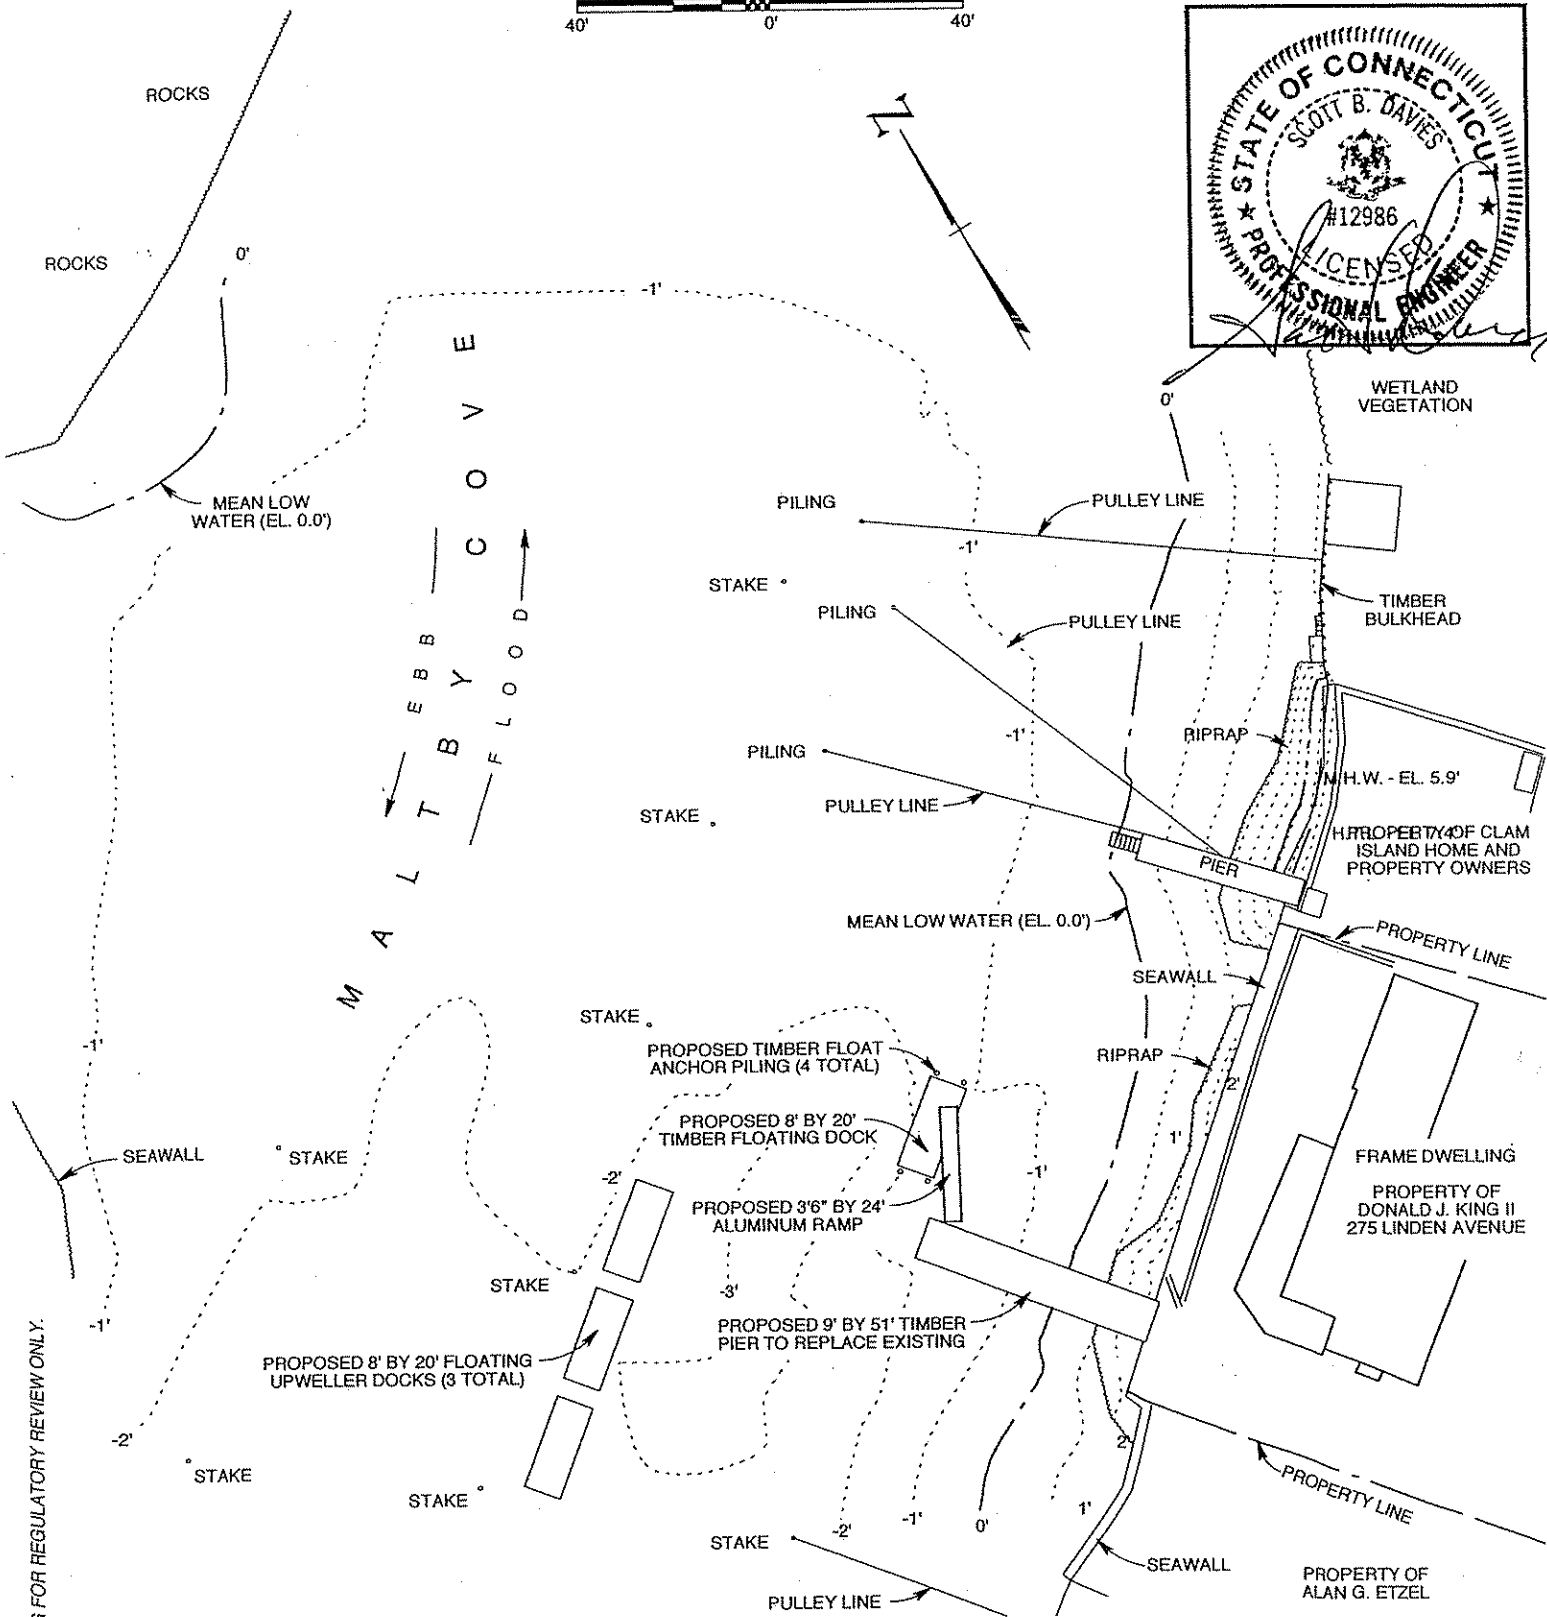 40'
0'
40'
STATE OF CONNECTICUT
SCOTT B. DAVIES
#12986
LICENSED
★ PROFESSIONAL ENGINEER ★
ROCKS
ROCKS
0'
-1'
N
MEAN LOW
WATER (EL. 0.0')
MALTBY COVE
EBB
FLOOD
0'
WETLAND
VEGETATION
PILING
PULLEY LINE
-1'
STAKE
PILING
PULLEY LINE
TIMBER
BULKHEAD
-1'
RIPRAP
PILING
PULLEY LINE
STAKE
M.H.W. - EL. 5.9'
PROPERTY OF CLAM
ISLAND HOME AND
PROPERTY OWNERS
PIER
MEAN LOW WATER (EL. 0.0')
PROPERTY LINE
SEAWALL
STAKE
-1'
PROPOSED TIMBER FLOAT
ANCHOR PILING (4 TOTAL)
RIPRAP
2'
PROPOSED 8' BY 20'
TIMBER FLOATING DOCK
1'
SEAWALL
STAKE
-2'
-1'
FRAME DWELLING
PROPOSED 3'6" BY 24'
ALUMINUM RAMP
PROPERTY OF
DONALD J. KING II
275 LINDEN AVENUE
STAKE
-3'
-1'
PROPOSED 9' BY 51' TIMBER
PIER TO REPLACE EXISTING
PROPOSED 8' BY 20' FLOATING
UPWELLER DOCKS (3 TOTAL)
-2'
2'
STAKE
STAKE
PROPERTY LINE
-2'
-1'
0'
1'
STAKE
SEAWALL
PULLEY LINE
PROPERTY OF
ALAN G. ETZEL
FOR REGULATORY REVIEW ONLY.